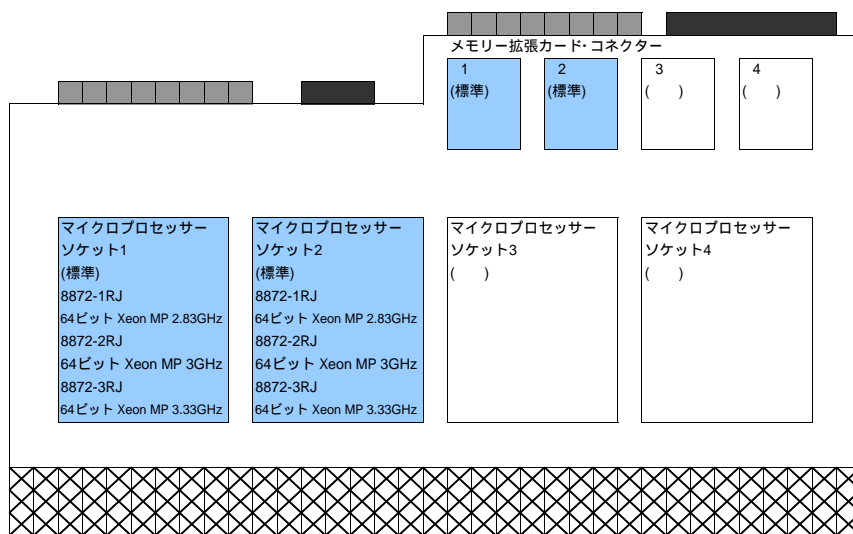 メモリー拡張カード･コネクター
1
(標準)
2
(標準)
3
(　　)
4
(　　)
マイクロプロセッサー
ソケット1
(標準)
8872-1RJ
64ビット Xeon MP 2.83GHz
8872-2RJ
64ビット Xeon MP 3GHz
8872-3RJ
64ビット Xeon MP 3.33GHz
マイクロプロセッサー
ソケット2
(標準)
8872-1RJ
64ビット Xeon MP 2.83GHz
8872-2RJ
64ビット Xeon MP 3GHz
8872-3RJ
64ビット Xeon MP 3.33GHz
マイクロプロセッサー
ソケット3
(　　)
マイクロプロセッサー
ソケット4
(　　)